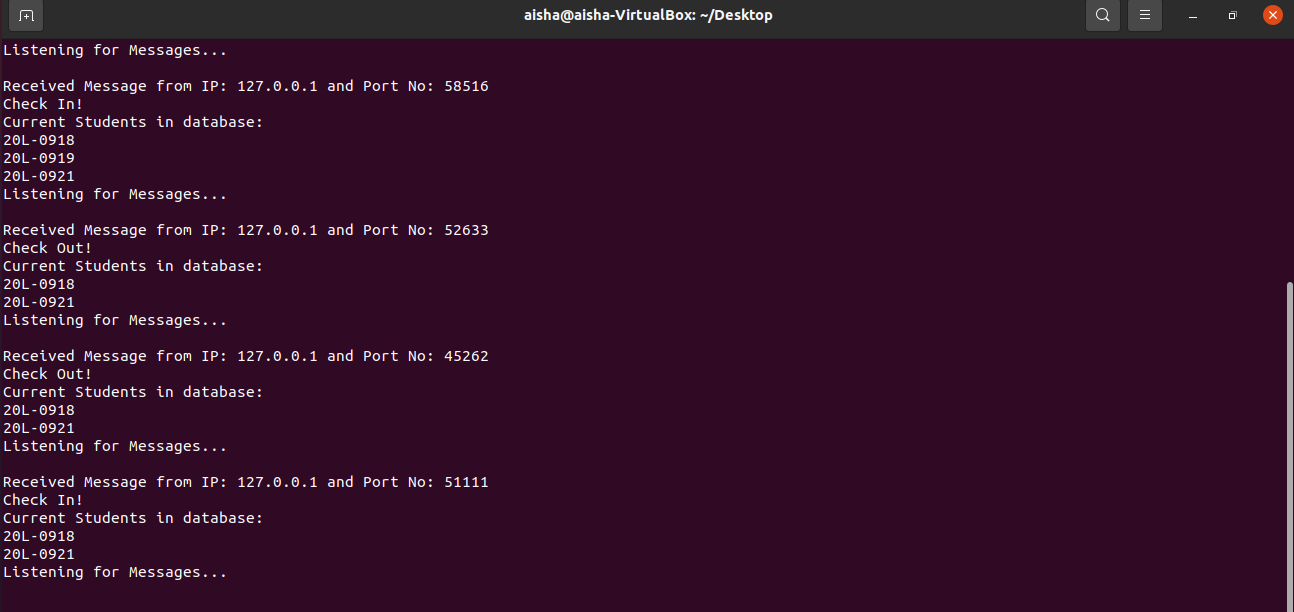 aisha@aisha-VirtualBox: ~/Desktop
Listening for Messages...
Received Message from IP: 127.0.0.1 and Port No: 58516
Check In!
Current Students in database:
20L-0918
20L-0919
20L-0921
Listening for Messages...
Received Message from IP: 127.0.0.1 and Port No: 52633
Check Out!
Current Students in database:
20L-0918
20L-0921
Listening for Messages...
Received Message from IP: 127.0.0.1 and Port No: 45262
Check Out!
Current Students in database:
20L-0918
20L-0921
Listening for Messages...
Received Message from IP: 127.0.0.1 and Port No: 51111
Check In!
Current Students in database:
20L-0918
20L-0921
Listening for Messages...